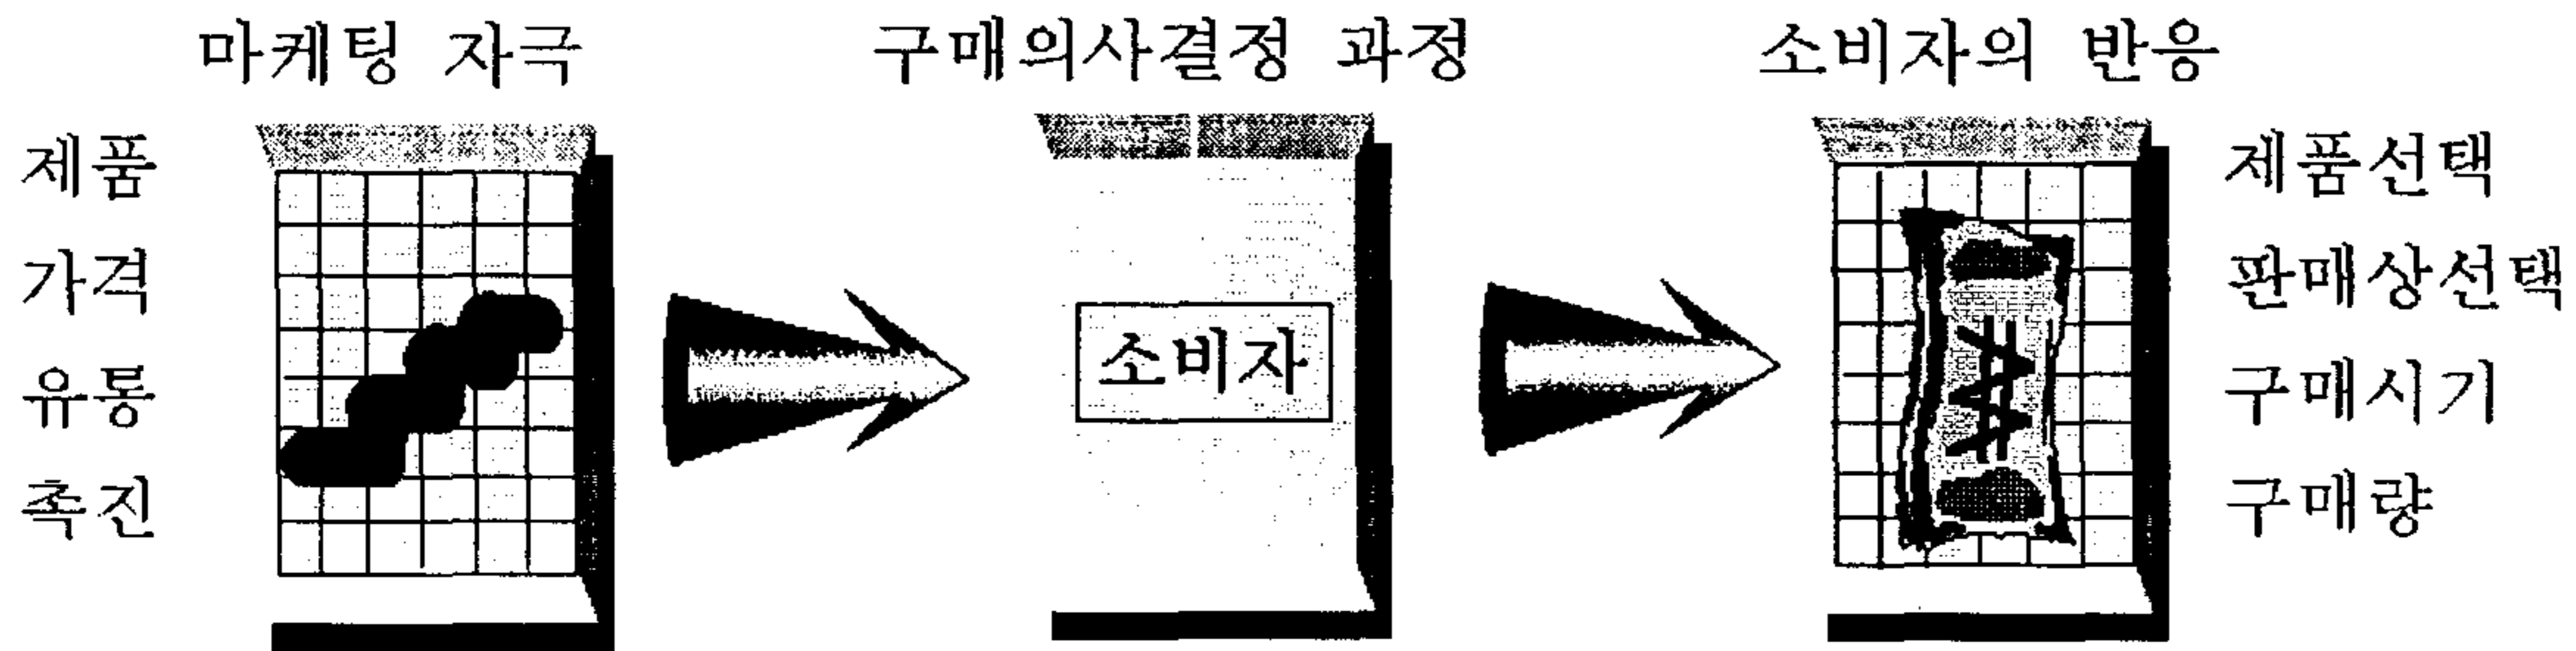 마케팅 자극
구매의사결정 과정
소비자의 반응
제품
가격
유통
촉진
소비자
제품선택
판매상선택
구매시기
구매량